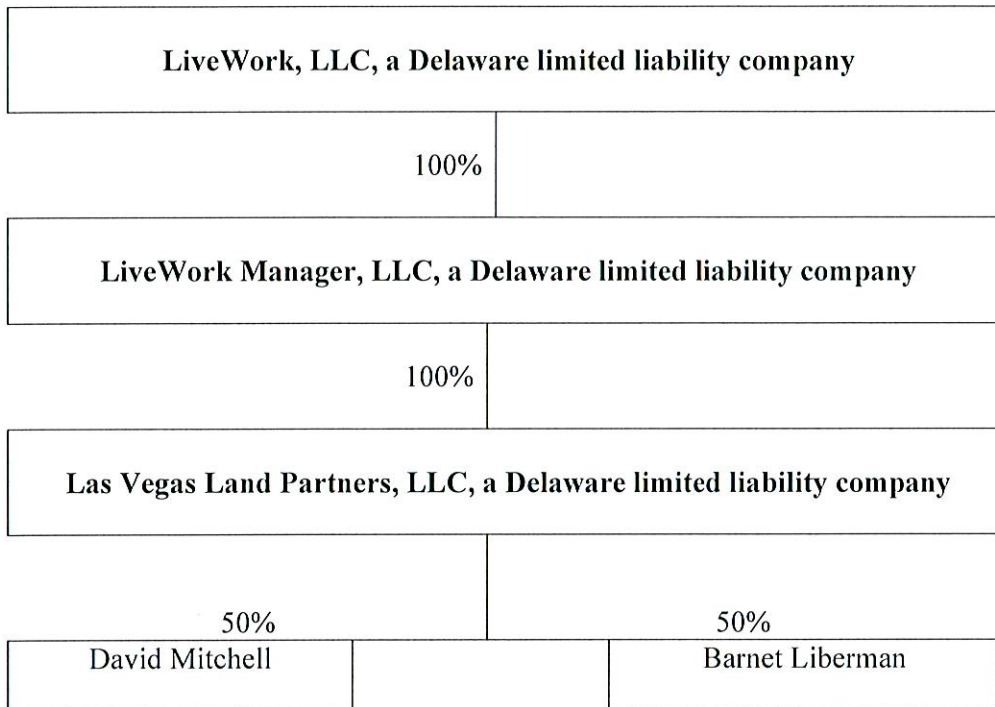 LiveWork, LLC, a Delaware limited liability company
100%
LiveWork Manager, LLC, a Delaware limited liability company
100%
Las Vegas Land Partners, LLC, a Delaware limited liability company
50% 50%
David Mitchell Barnet Liberman